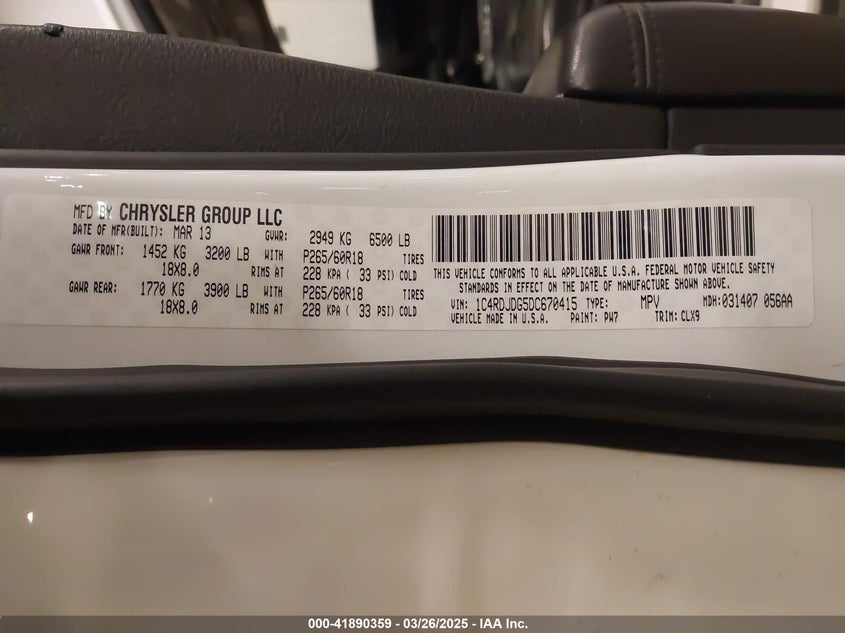 MFD BY CHRYSLER GROUP LLC
DATE OF MFR(BUILT): MAR 13 GVWR: 2949 KG 6500 LB
GAWR FRONT: 1452 KG 3200 LB WITH P265/60R18 TIRES
18X8.0 RIMS AT 228 KPA ( 33 PSI) COLD
GAWR REAR: 1770 KG 3900 LB WITH P265/60R18 TIRES
18X8.0 RIMS AT 228 KPA ( 33 PSI) COLD
THIS VEHICLE CONFORMS TO ALL APPLICABLE U.S.A. FEDERAL MOTOR VEHICLE SAFETY
STANDARDS IN EFFECT ON THE DATE OF MANUFACTURE SHOWN ABOVE.
VIN: 1C4RDJDG5DC670415 TYPE: MPV MDH:031407 056AA
VEHICLE MADE IN U.S.A. PAINT: PW7 TRIM: CLX9
000-41890359 - 03/26/2025 - IAA Inc.